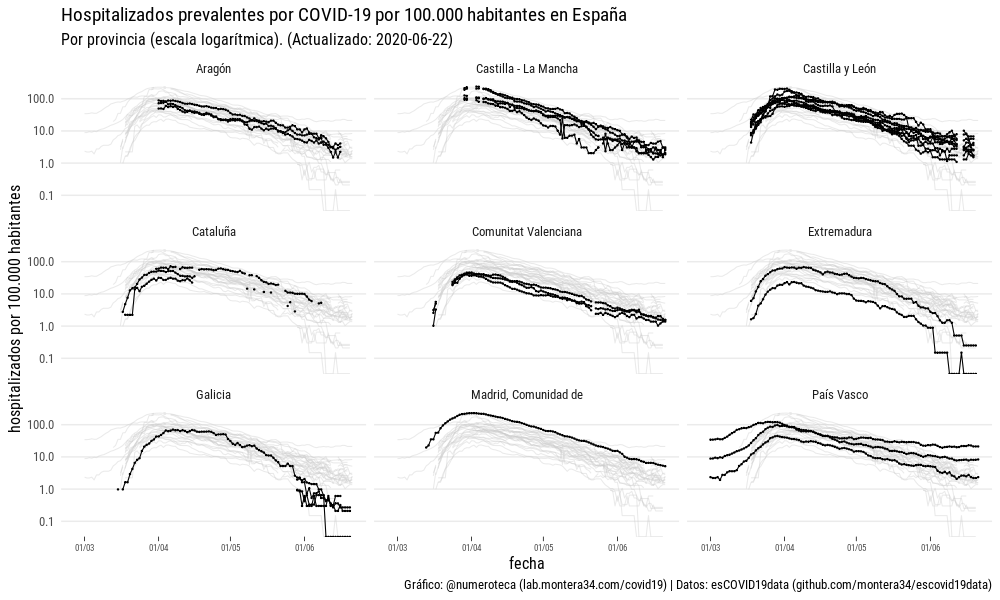 Hospitalizados prevalentes por COVID-19 por 100.000 habitantes en España
Por provincia (escala logarítmica). (Actualizado: 2020-06-22)
Aragón
Castilla - La Mancha
Castilla y León
100.0
10.0
1.0
0.1
Cataluña
Comunitat Valenciana
Extremadura
100.0
10.0
1.0
0.1
Galicia
Madrid, Comunidad de
País Vasco
100.0
10.0
1.0
0.1
hospitalizados por 100.000 habitantes
01/03 01/04 01/05 01/06
01/03 01/04 01/05 01/06
01/03 01/04 01/05 01/06
fecha
Gráfico: @numeroteca (lab.montera34.com/covid19) | Datos: esCOVID19data (github.com/montera34/escovid19data)